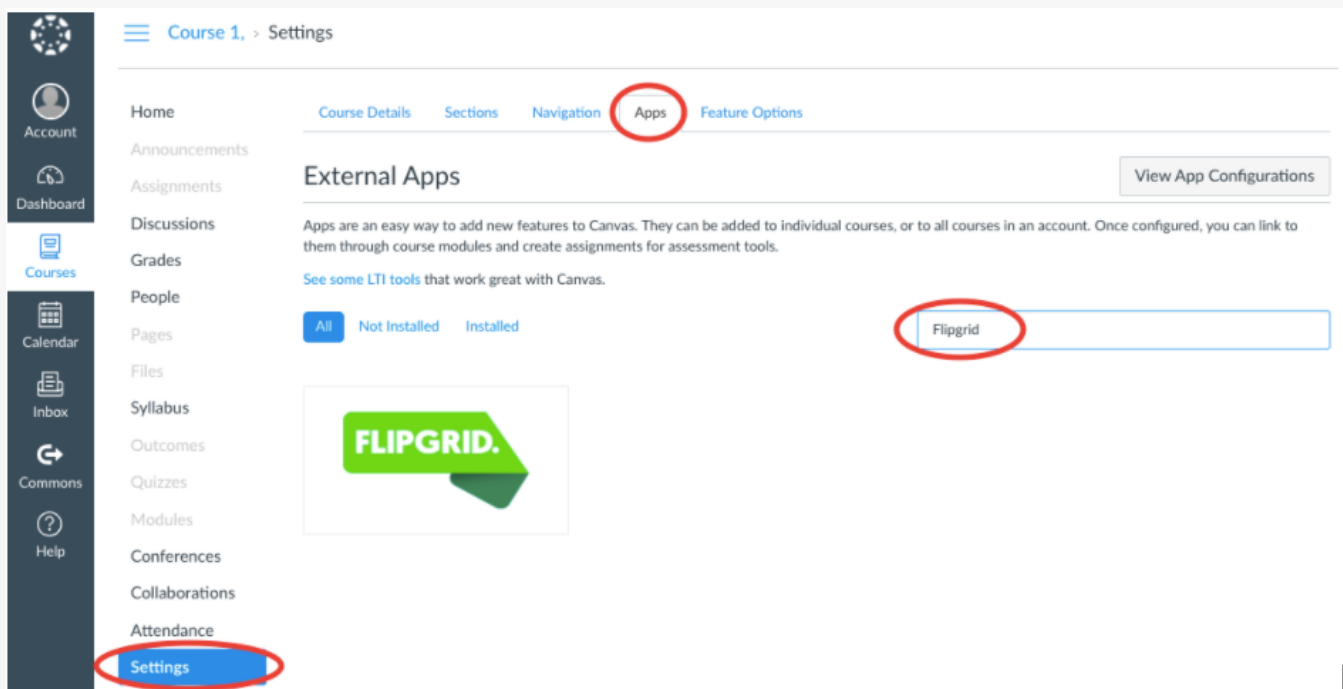 Course 1, > Settings
Account
Dashboard
Courses
Calendar
Inbox
Commons
Help
Home
Announcements
Assignments
Discussions
Grades
People
Pages
Files
Syllabus
Outcomes
Quizzes
Modules
Conferences
Collaborations
Attendance
Settings
Course Details Sections Navigation Apps Feature Options
External Apps
View App Configurations
Apps are an easy way to add new features to Canvas. They can be added to individual courses, or to all courses in an account. Once configured, you can link to
them through course modules and create assignments for assessment tools.
See some LTI tools that work great with Canvas.
All Not Installed Installed
Flipgrid
FLIPGRID.